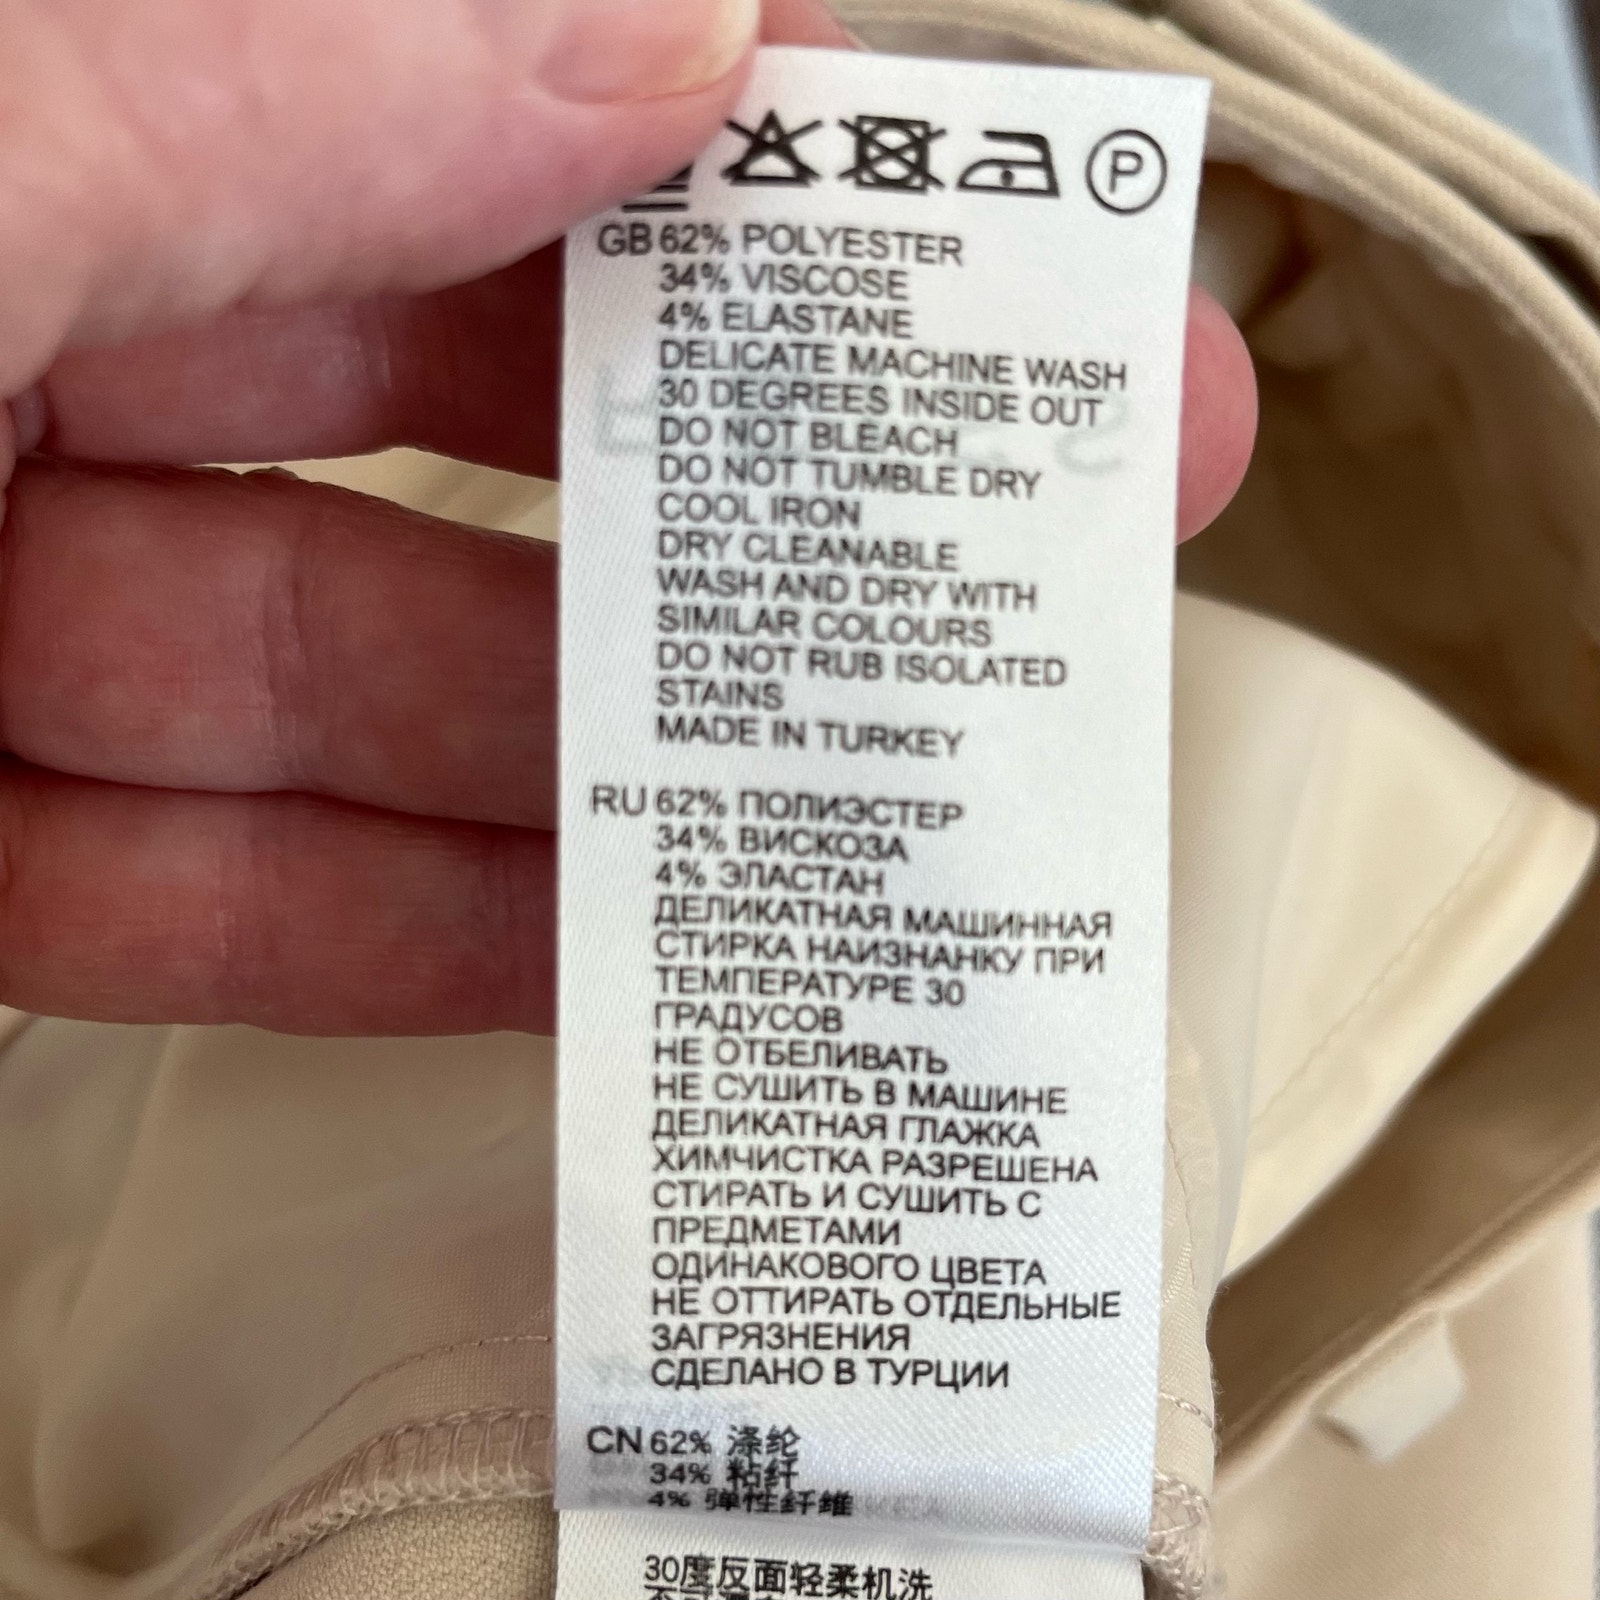 P
GB 62% POLYESTER
34% VISCOSE
4% ELASTANE
DELICATE MACHINE WASH
30 DEGREES INSIDE OUT
DO NOT BLEACH
DO NOT TUMBLE DRY
COOL IRON
DRY CLEANABLE
WASH AND DRY WITH
SIMILAR COLOURS
DO NOT RUB ISOLATED
STAINS
MADE IN TURKEY
RU 62% ПОЛИЭСТЕР
34% ВИСКОЗА
4% ЭЛАСТАН
ДЕЛИКАТНАЯ МАШИННАЯ
СТИРКА НАИЗНАНКУ ПРИ
ТЕМПЕРАТУРЕ 30
ГРАДУСОВ
НЕ ОТБЕЛИВАТЬ
НЕ СУШИТЬ В МАШИНЕ
ДЕЛИКАТНАЯ ГЛАЖКА
ХИМЧИСТКА РАЗРЕШЕНА
СТИРАТЬ И СУШИТЬ С
ПРЕДМЕТАМИ
ОДИНАКОВОГО ЦВЕТА
НЕ ОТТИРАТЬ ОТДЕЛЬНЫЕ
ЗАГРЯЗНЕНИЯ
СДЕЛАНО В ТУРЦИИ
CN 62% 涤纶
34% 粘纤
4% 弹性纤维
30度反面轻柔机洗